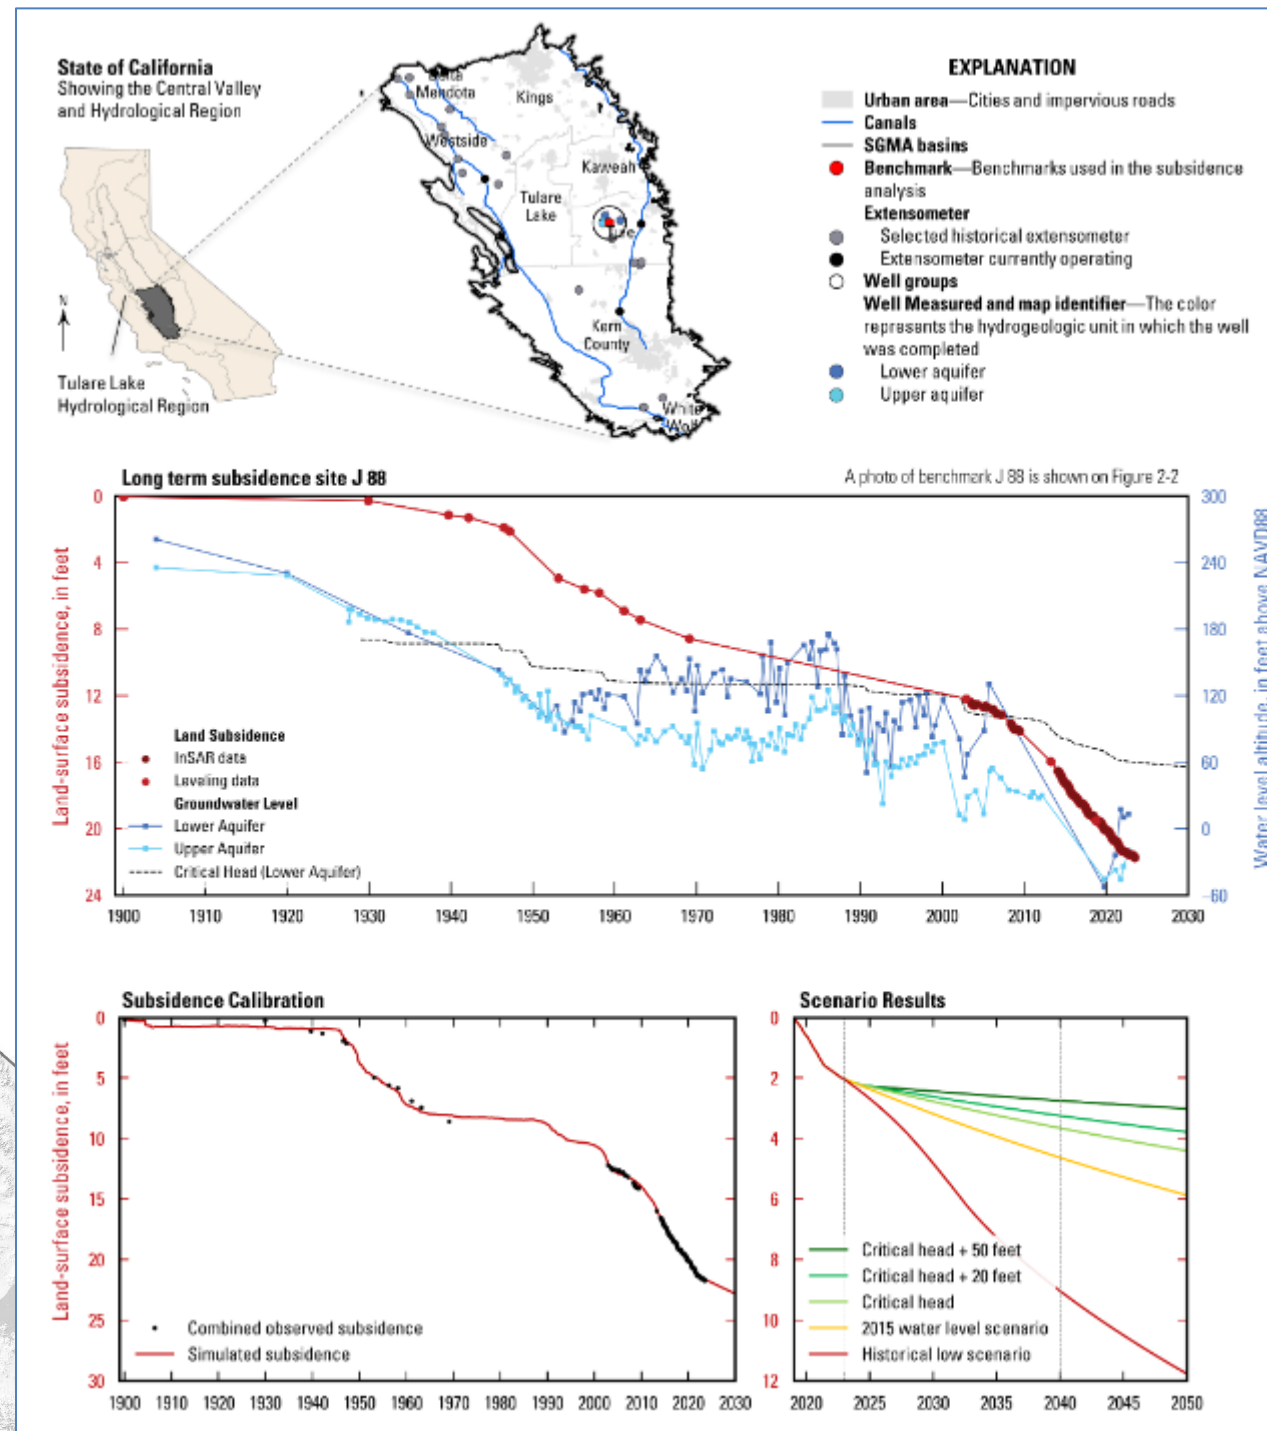 State of California
Showing the Central Valley
and Hydrological Region
N
Tulare Lake
Hydrological Region
Delta
Mendota
Kings
Westside
Kaweah
Tulare
Lake
Kern
County
White
Wolf
EXPLANATION
Urban area—Cities and impervious roads
Canals
SGMA basins
Benchmark—Benchmarks used in the subsidence
analysis
Extensometer
Selected historical extensometer
Extensometer currently operating
Well groups
Well Measured and map identifier—The color
represents the hydrogeologic unit in which the well
was completed
Lower aquifer
Upper aquifer
Long term subsidence site J 88
A photo of benchmark J 88 is shown on Figure 2-2
Land-surface subsidence, in feet
0
4
8
12
16
20
24
300
240
180
120
60
0
-60
Water level altitude, in feet above NAVD88
Land Subsidence
InSAR data
Leveling data
Groundwater Level
Lower Aquifer
Upper Aquifer
Critical Head (Lower Aquifer)
1900 1910 1920 1930 1940 1950 1960 1970 1980 1990 2000 2010 2020 2030
Subsidence Calibration
Land-surface subsidence, in feet
0
5
10
15
20
25
30
Combined observed subsidence
Simulated subsidence
1900 1910 1920 1930 1940 1950 1960 1970 1980 1990 2000 2010 2020 2030
Scenario Results
0
2
4
6
8
10
12
Critical head + 50 feet
Critical head + 20 feet
Critical head
2015 water level scenario
Historical low scenario
2020 2025 2030 2035 2040 2045 2050